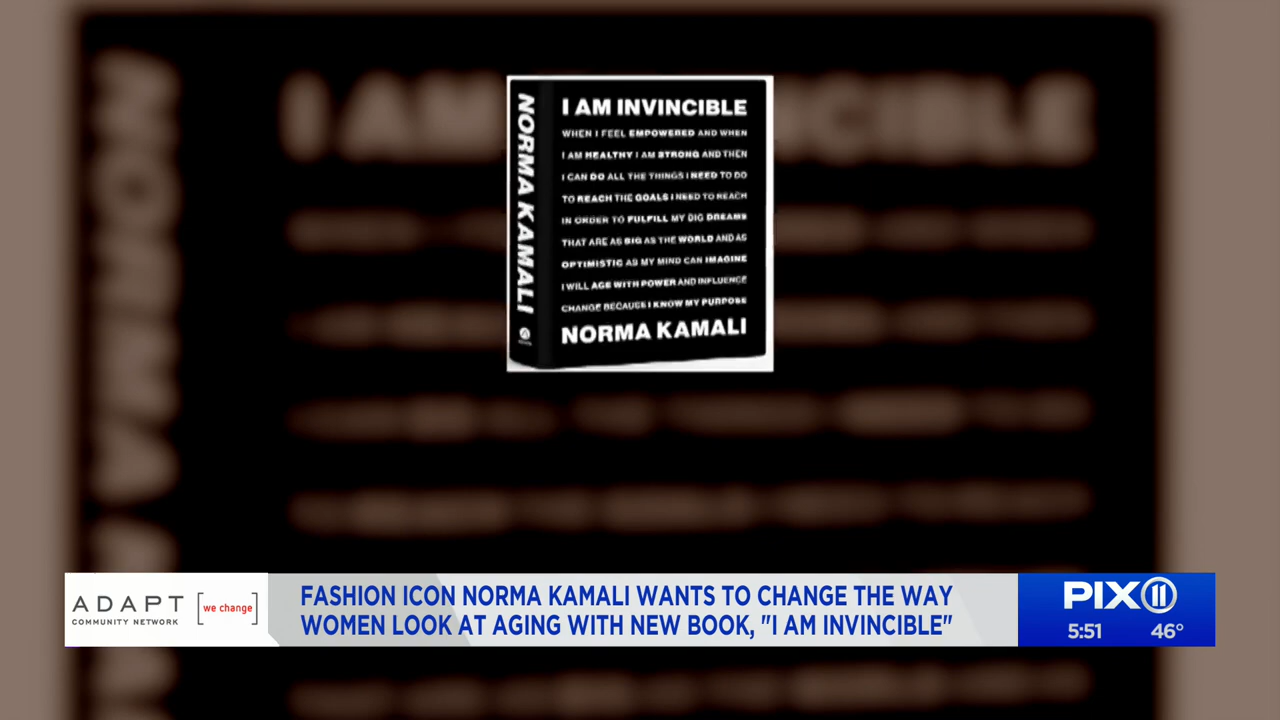 NORMA KAMALI
I AM INVINCIBLE
WHEN I FEEL EMPOWERED AND WHEN
I AM HEALTHY I AM STRONG AND THEN
I CAN DO ALL THE THINGS I NEED TO DO
TO REACH THE GOALS I NEED TO REACH
IN ORDER TO FULFILL MY BIG DREAMS
THAT ARE AS BIG AS THE WORLD AND AS
OPTIMISTIC AS MY MIND CAN IMAGINE
I WILL AGE WITH POWER AND INFLUENCE
CHANGE BECAUSE I KNOW MY PURPOSE
NORMA KAMALI
ADAPT
COMMUNITY NETWORK
[we change]
FASHION ICON NORMA KAMALI WANTS TO CHANGE THE WAY
WOMEN LOOK AT AGING WITH NEW BOOK, "I AM INVINCIBLE"
PIX 11
5:51 46°